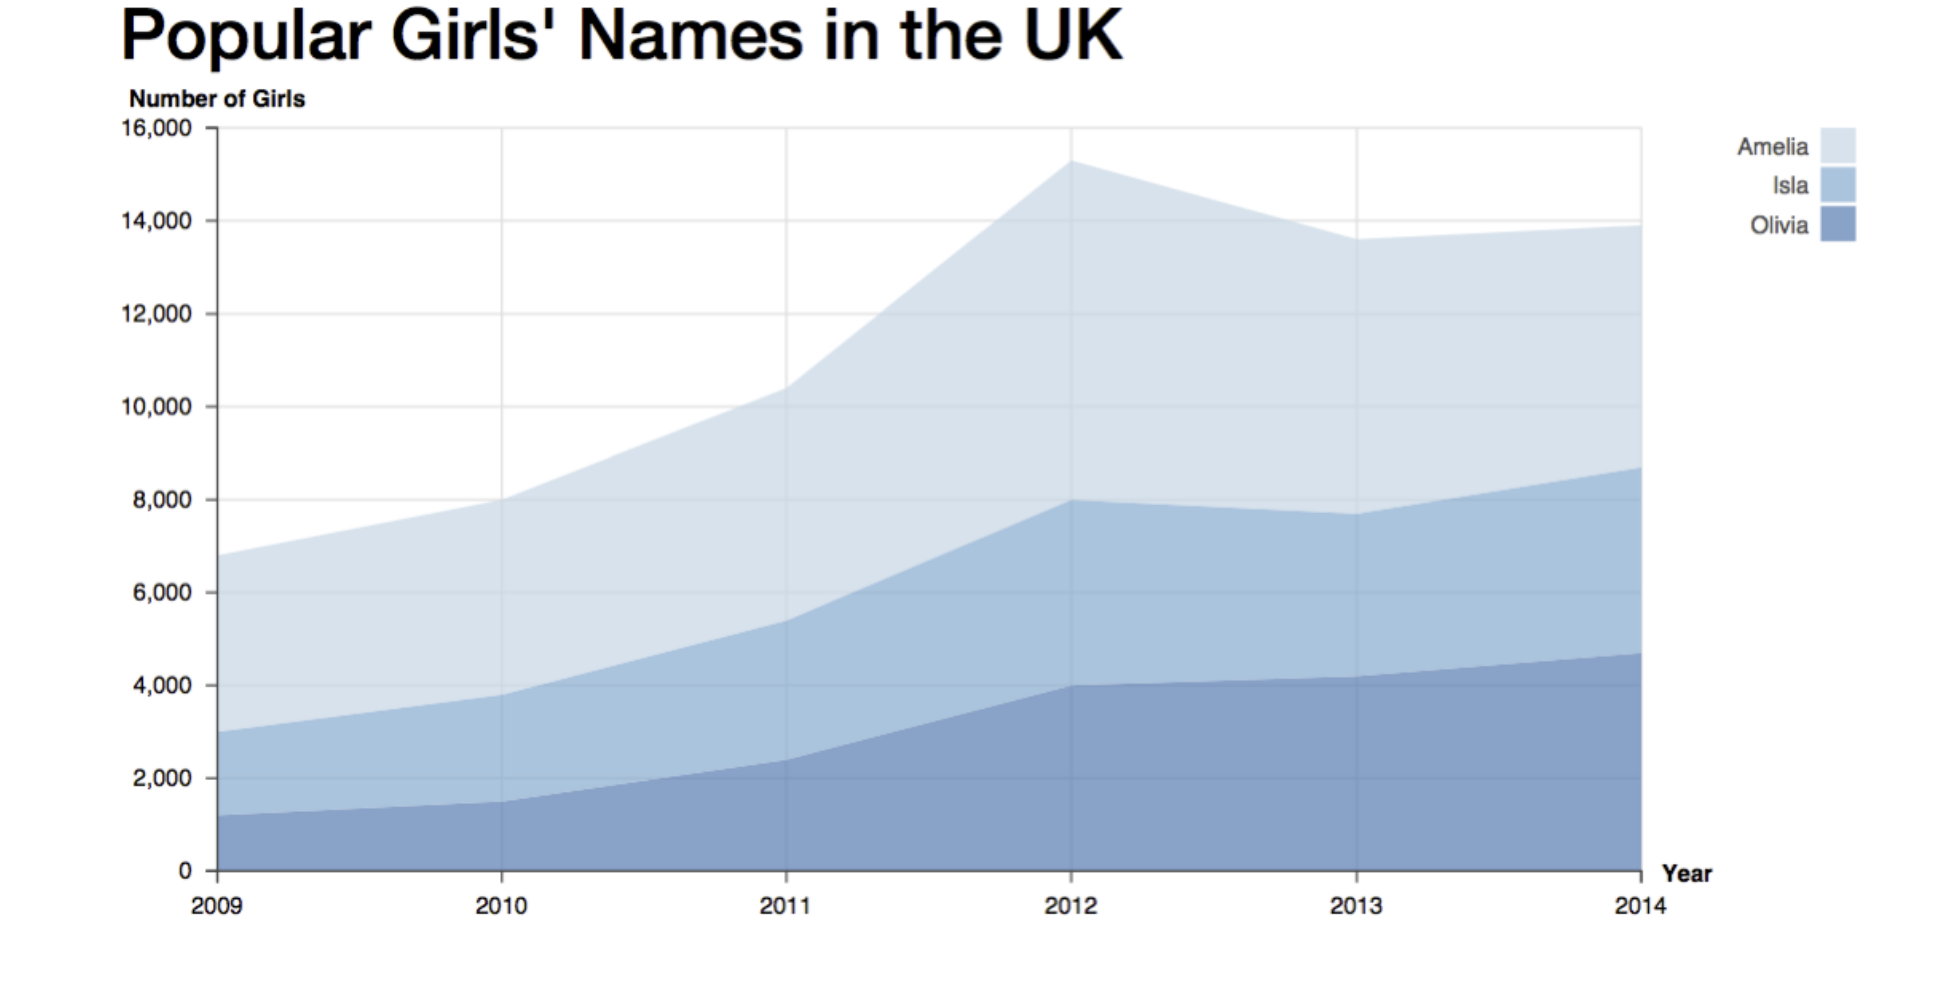 Popular Girls' Names in the UK
Number of Girls
16,000
14,000
12,000
10,000
8,000
6,000
4,000
2,000
0
2009 2010 2011 2012 2013 2014
Year
Amelia
Isla
Olivia